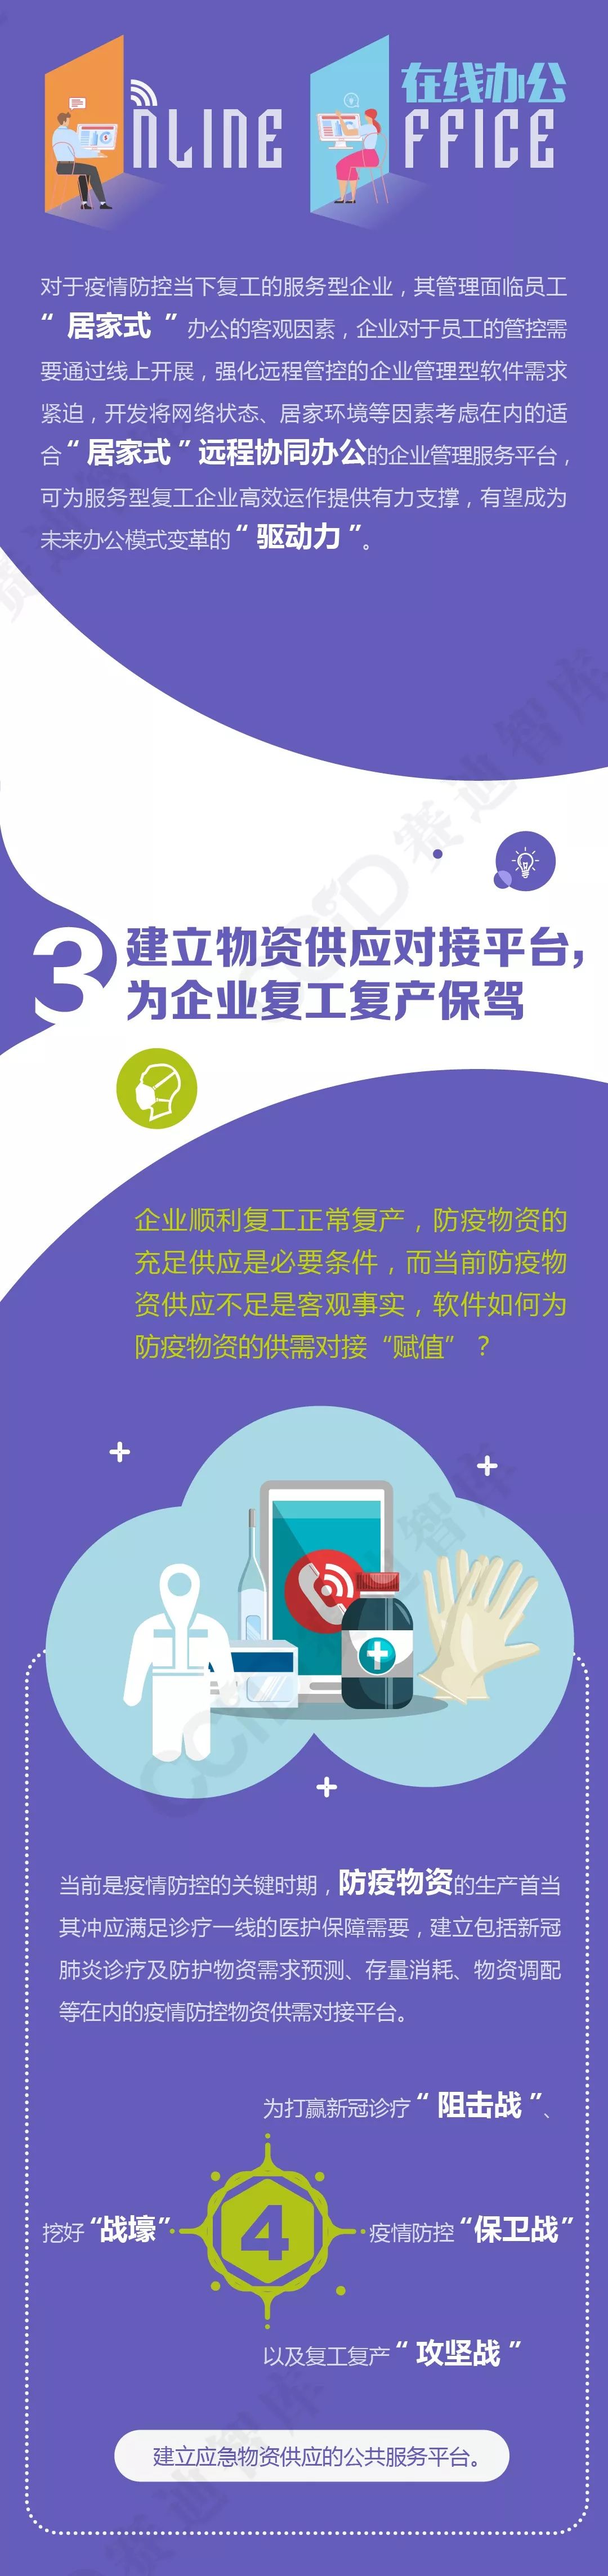 在线办公
ONLINE OFFICE
对于疫情防控当下复工的服务型企业，其管理面临员工
“居家式”办公的客观因素，企业对于员工的管控需
要通过线上开展，强化远程管控的企业管理型软件需求
紧迫，开发将网络状态、居家环境等因素考虑在内的适
合“居家式”远程协同办公的企业管理服务平台，
可为服务型复工企业高效运作提供有力支撑，有望成为
未来办公模式变革的“驱动力”。
3
建立物资供应对接平台，
为企业复工复产保驾
企业顺利复工正常复产，防疫物资的
充足供应是必要条件，而当前防疫物
资供应不足是客观事实，软件如何为
防疫物资的供需对接“赋值”？
当前是疫情防控的关键时期，防疫物资的生产首当
其冲应满足诊疗一线的医护保障需要，建立包括新冠
肺炎诊疗及防护物资需求预测、存量消耗、物资调配
等在内的疫情防控物资供需对接平台。
为打赢新冠诊疗“阻击战”、
挖好“战壕”
4
疫情防控“保卫战”
以及复工复产“攻坚战”
建立应急物资供应的公共服务平台。
CCID赛迪智库